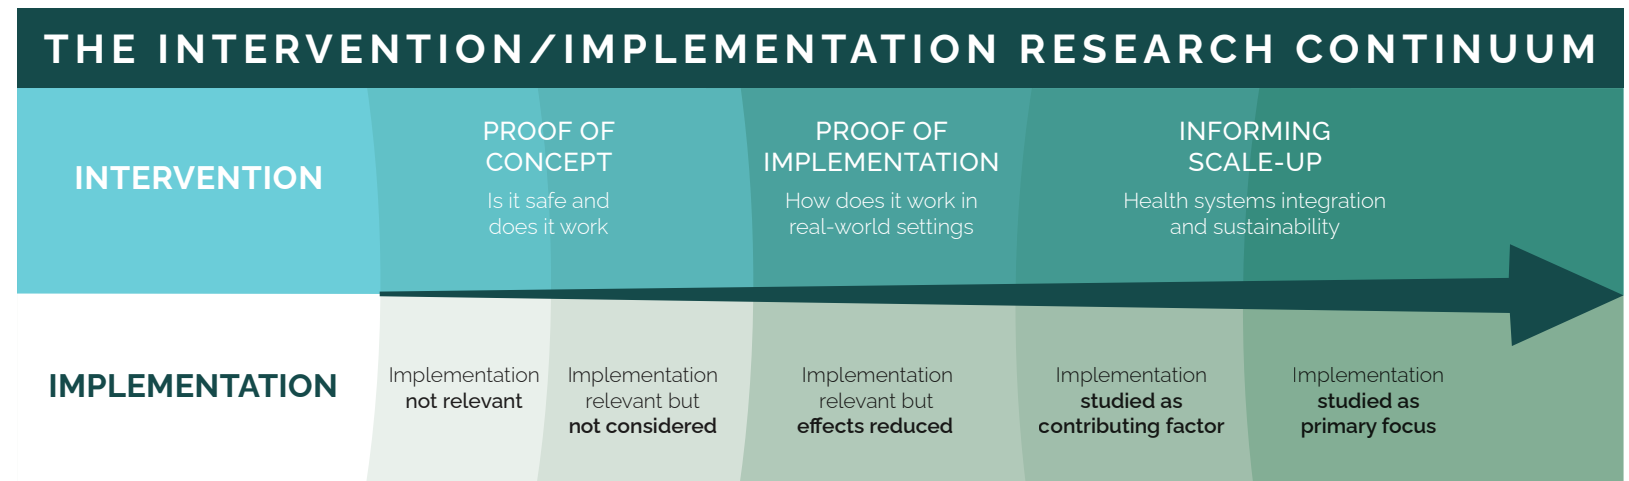 THE INTERVENTION/IMPLEMENTATION RESEARCH CONTINUUM
INTERVENTION
PROOF OF
CONCEPT
Is it safe and
does it work
PROOF OF
IMPLEMENTATION
How does it work in
real-world settings
INFORMING
SCALE-UP
Health systems integration
and sustainability
IMPLEMENTATION
Implementation
not relevant
Implementation
relevant but
not considered
Implementation
relevant but
effects reduced
Implementation
studied as
contributing factor
Implementation
studied as
primary focus